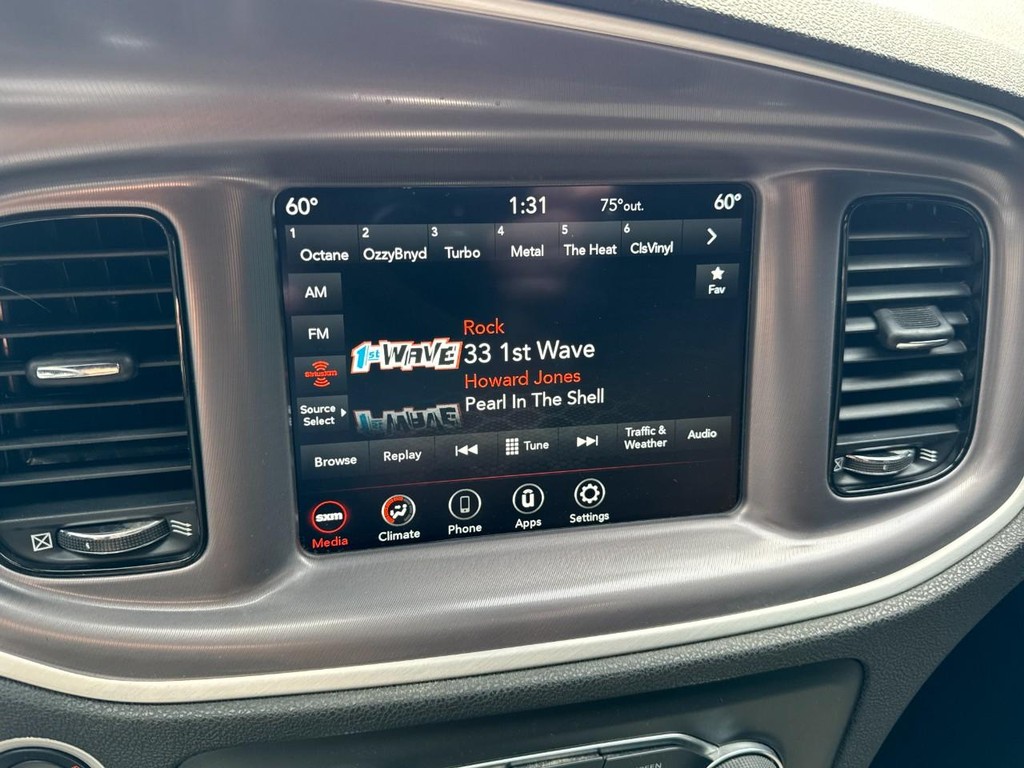 60° 1:31 75°out. 60°
1 Octane 2 OzzyBnyd 3 Turbo 4 Metal 5 The Heat 6 ClsVinyl
Fav
AM
FM
siriusxm
Source Select
1st WAVE
Rock
33 1st Wave
Howard Jones
Pearl In The Shell
Browse Replay Tune Traffic & Weather Audio
sxm
Media Climate Phone Apps Settings